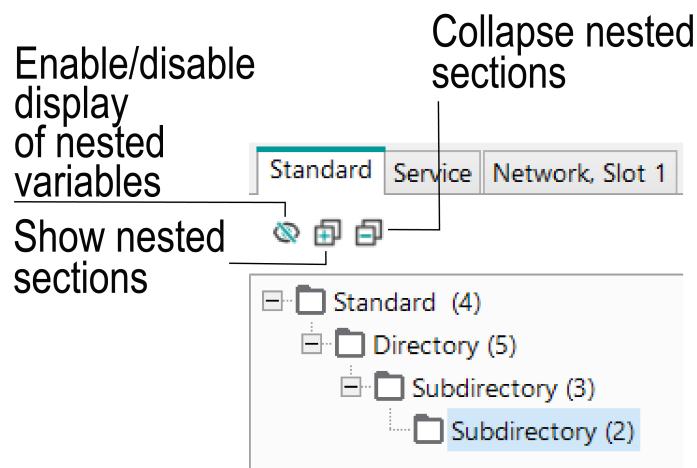 Collapse nested
sections
Enable/disable
display
of nested
variables
Show nested
sections
Standard
Service
Network, Slot 1
Standard (4)
Directory (5)
Subdirectory (3)
Subdirectory (2)